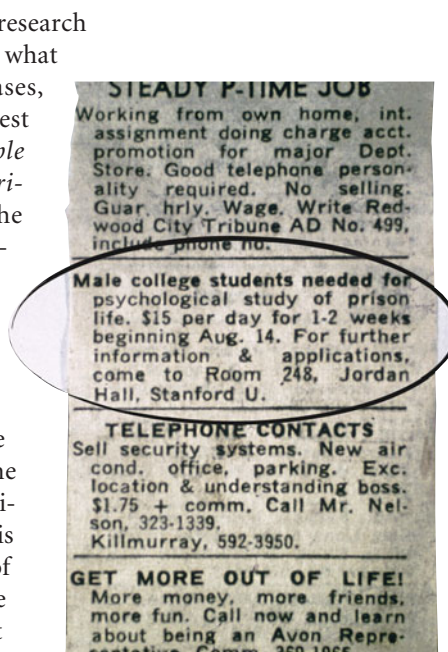 research
what
ases,
est
ple
ri-
he
-
e
ne
i-
is
of
e
t
STEADY P-TIME JOB
Working from own home, int.
assignment doing charge acct.
promotion for major Dept.
Store. Good telephone person-
ality required. No selling.
Guar. hrly. Wage. Write Red-
wood City Tribune AD No. 499,
include phone no.
Male college students needed for
psychological study of prison
life. $15 per day for 1-2 weeks
beginning Aug. 14. For further
information & applications,
come to Room 248, Jordan
Hall, Stanford U.
TELEPHONE CONTACTS
Sell security systems. New air
cond. office, parking. Exc.
location & understanding boss.
$1.75 + comm. Call Mr. Nel-
son, 323-1339.
Killmurray, 592-3950.
GET MORE OUT OF LIFE!
More money, more friends,
more fun. Call now and learn
about being an Avon Repre-
sentative. Comm.